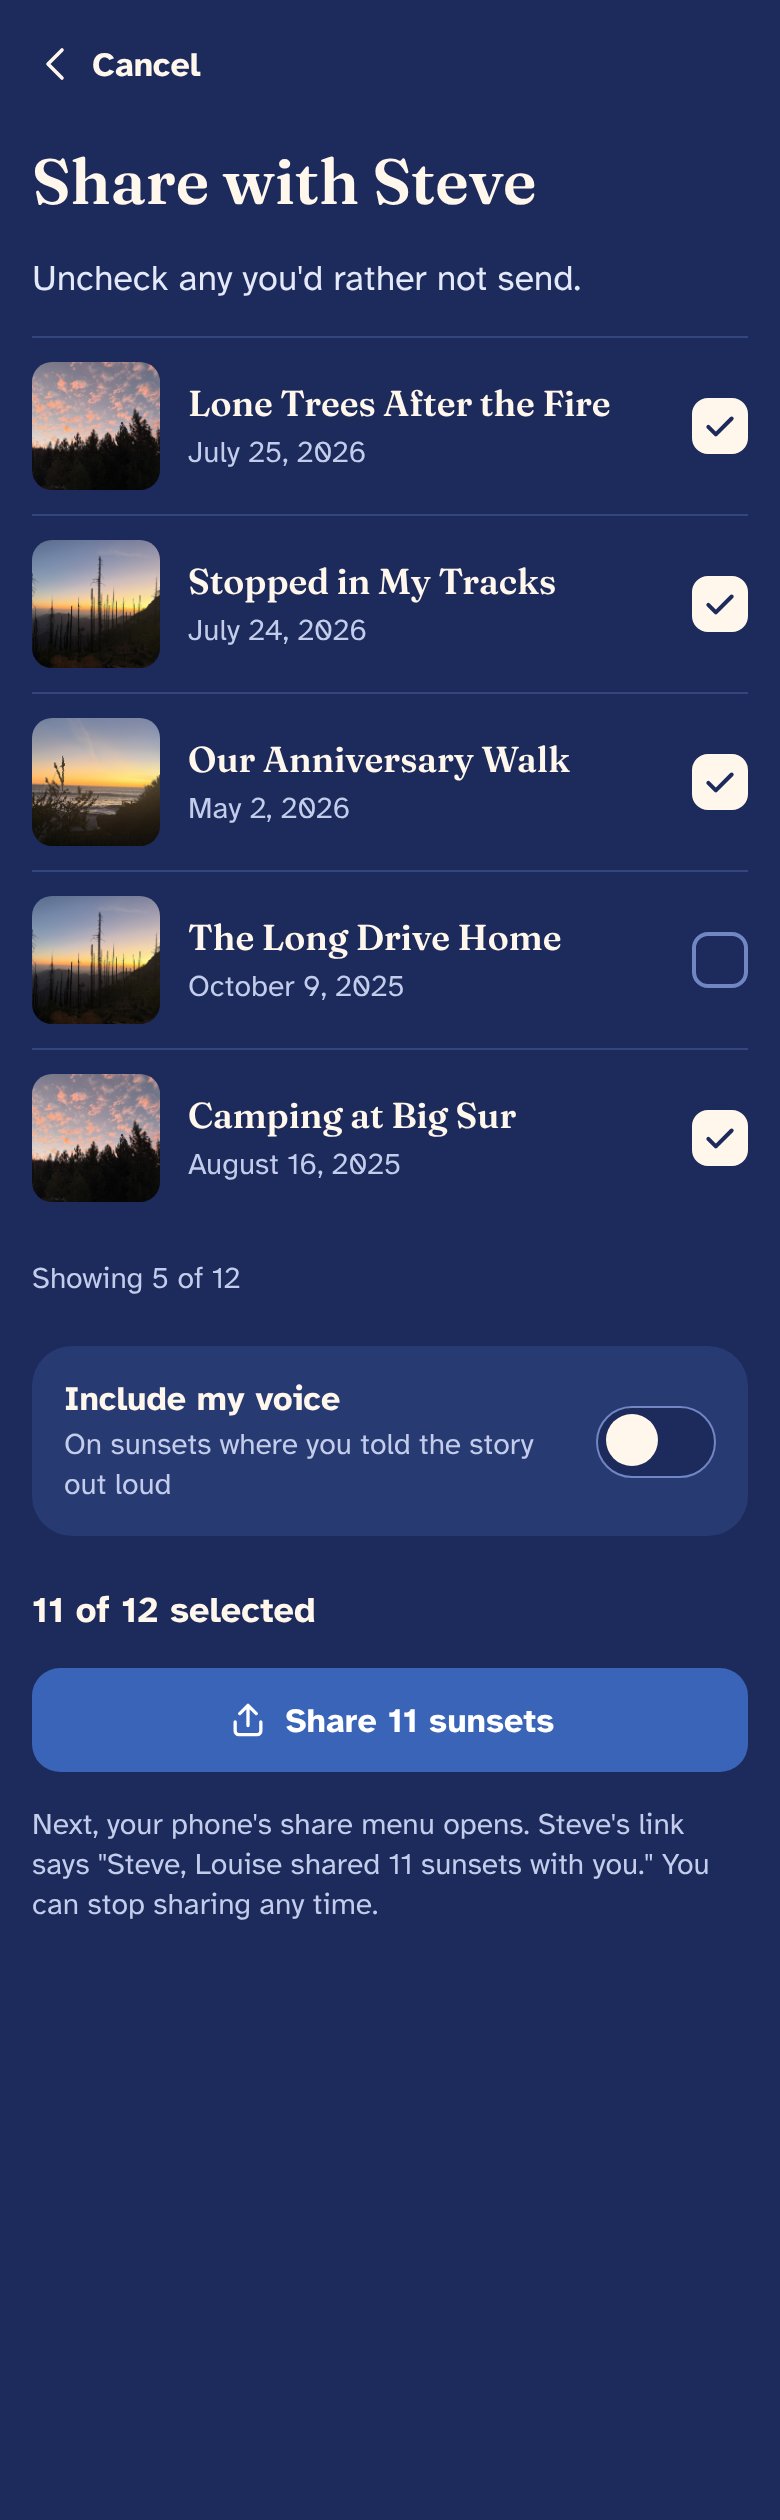 Cancel
Share with Steve
Uncheck any you'd rather not send.
Lone Trees After the Fire
July 25, 2026
Stopped in My Tracks
July 24, 2026
Our Anniversary Walk
May 2, 2026
The Long Drive Home
October 9, 2025
Camping at Big Sur
August 16, 2025
Showing 5 of 12
Include my voice
On sunsets where you told the story
out loud
11 of 12 selected
Share 11 sunsets
Next, your phone's share menu opens. Steve's link
says "Steve, Louise shared 11 sunsets with you." You
can stop sharing any time.